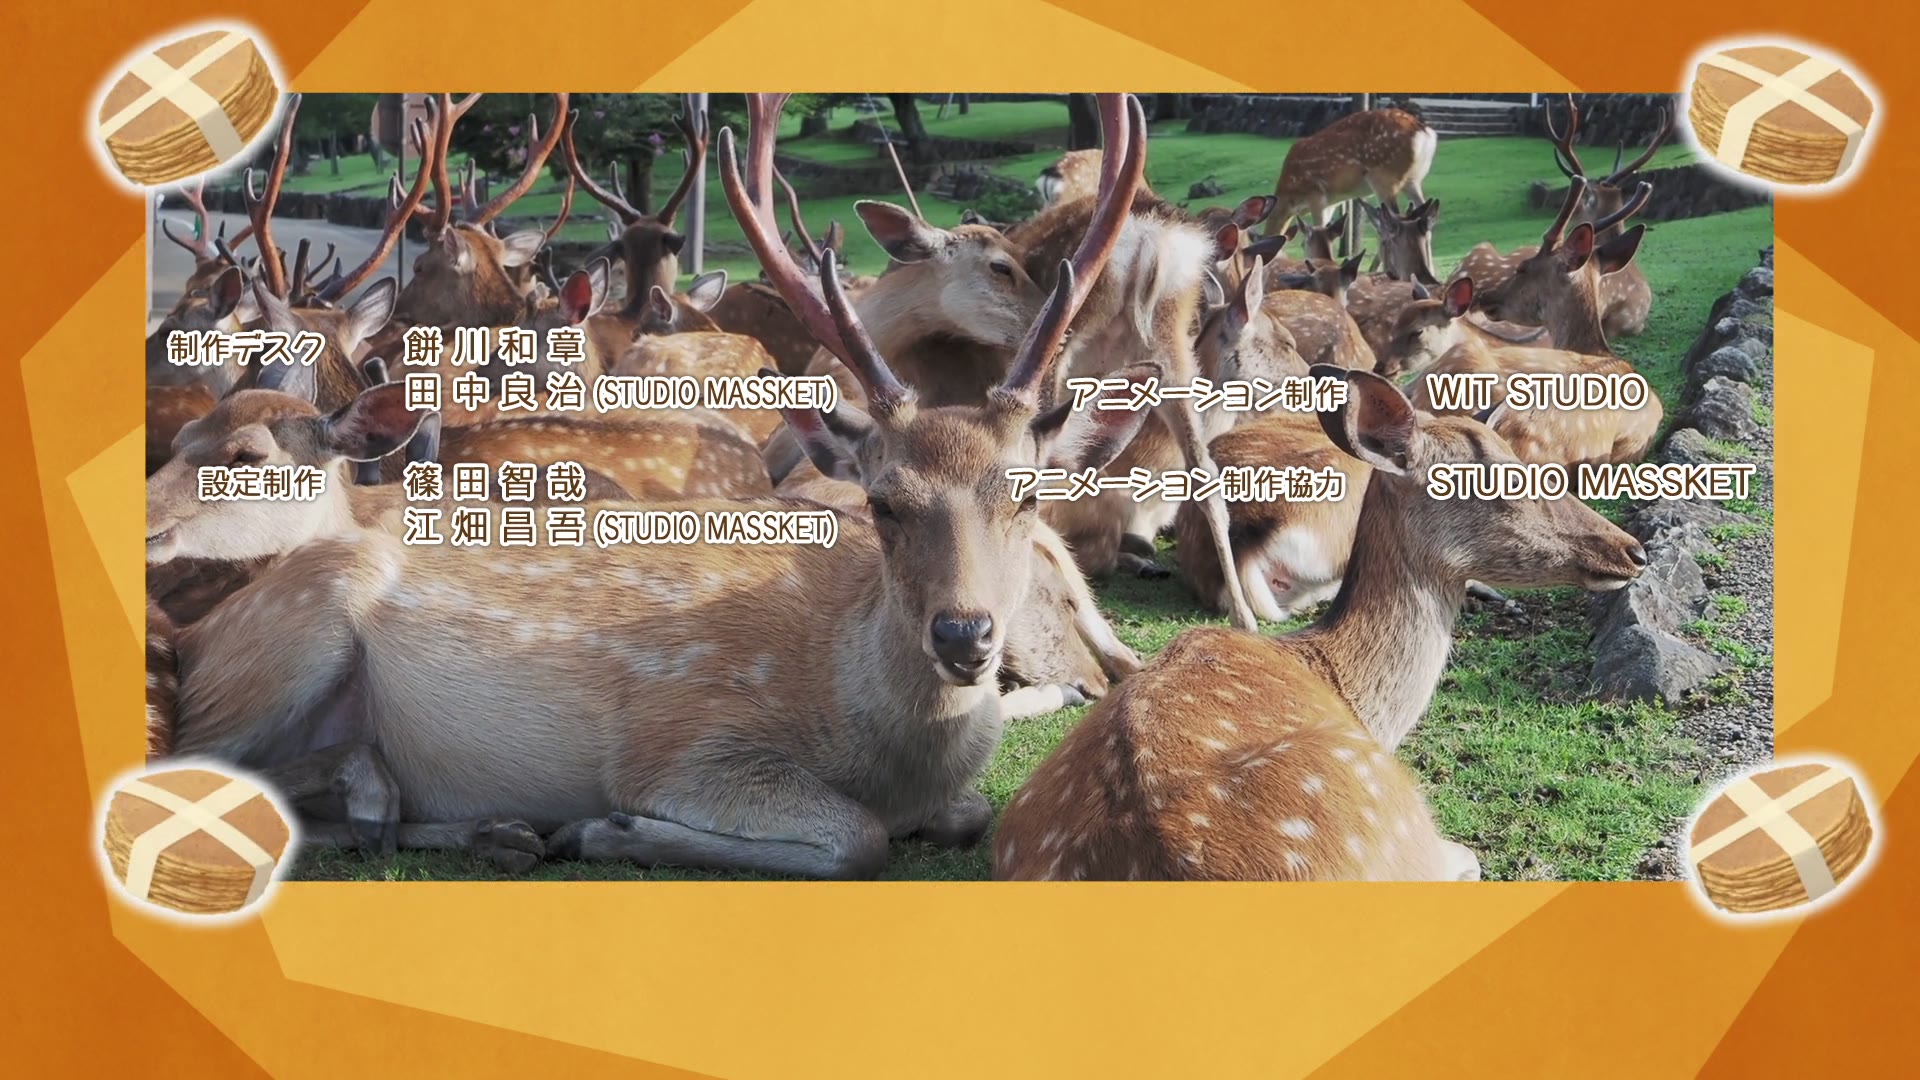 制作デスク 餅川和章
田中良治 (STUDIO MASSKET)
設定制作 篠田智哉
江畑昌吾 (STUDIO MASSKET)
アニメーション制作 WIT STUDIO
アニメーション制作協力 STUDIO MASSKET